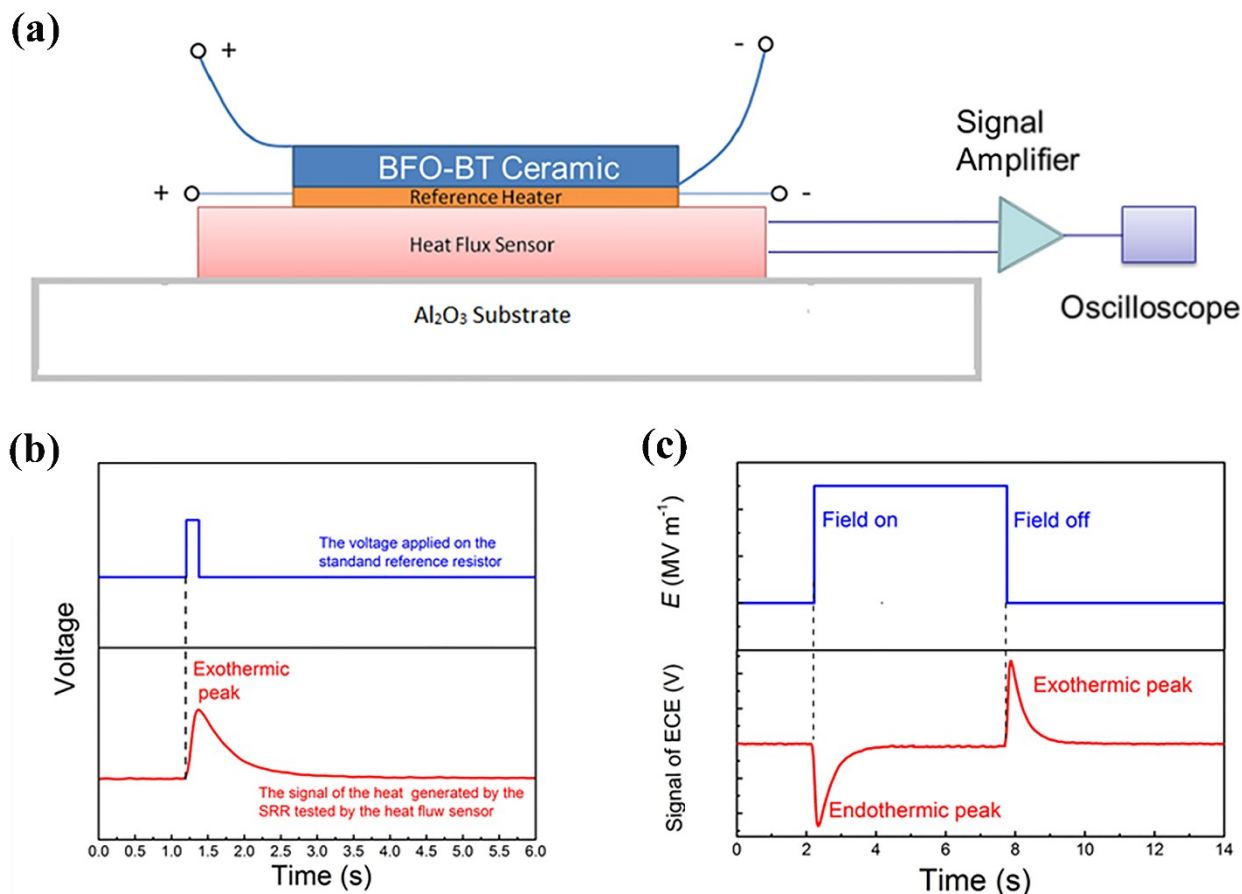 (a)
+
-
Signal
Amplifier
BFO-BT Ceramic
+
Reference Heater
-
Heat Flux Sensor
Al₂O₃ Substrate
Oscilloscope
(b)
Voltage
The voltage applied on the
standand reference resistor
Exothermic
peak
The signal of the heat generated by the
SRR tested by the heat fluw sensor
0.0 0.5 1.0 1.5 2.0 2.5 3.0 3.5 4.0 4.5 5.0 5.5 6.0
Time (s)
(c)
E (MV m⁻¹)
Field on
Field off
Signal of ECE (V)
Exothermic peak
Endothermic peak
0 2 4 6 8 10 12 14
Time (s)